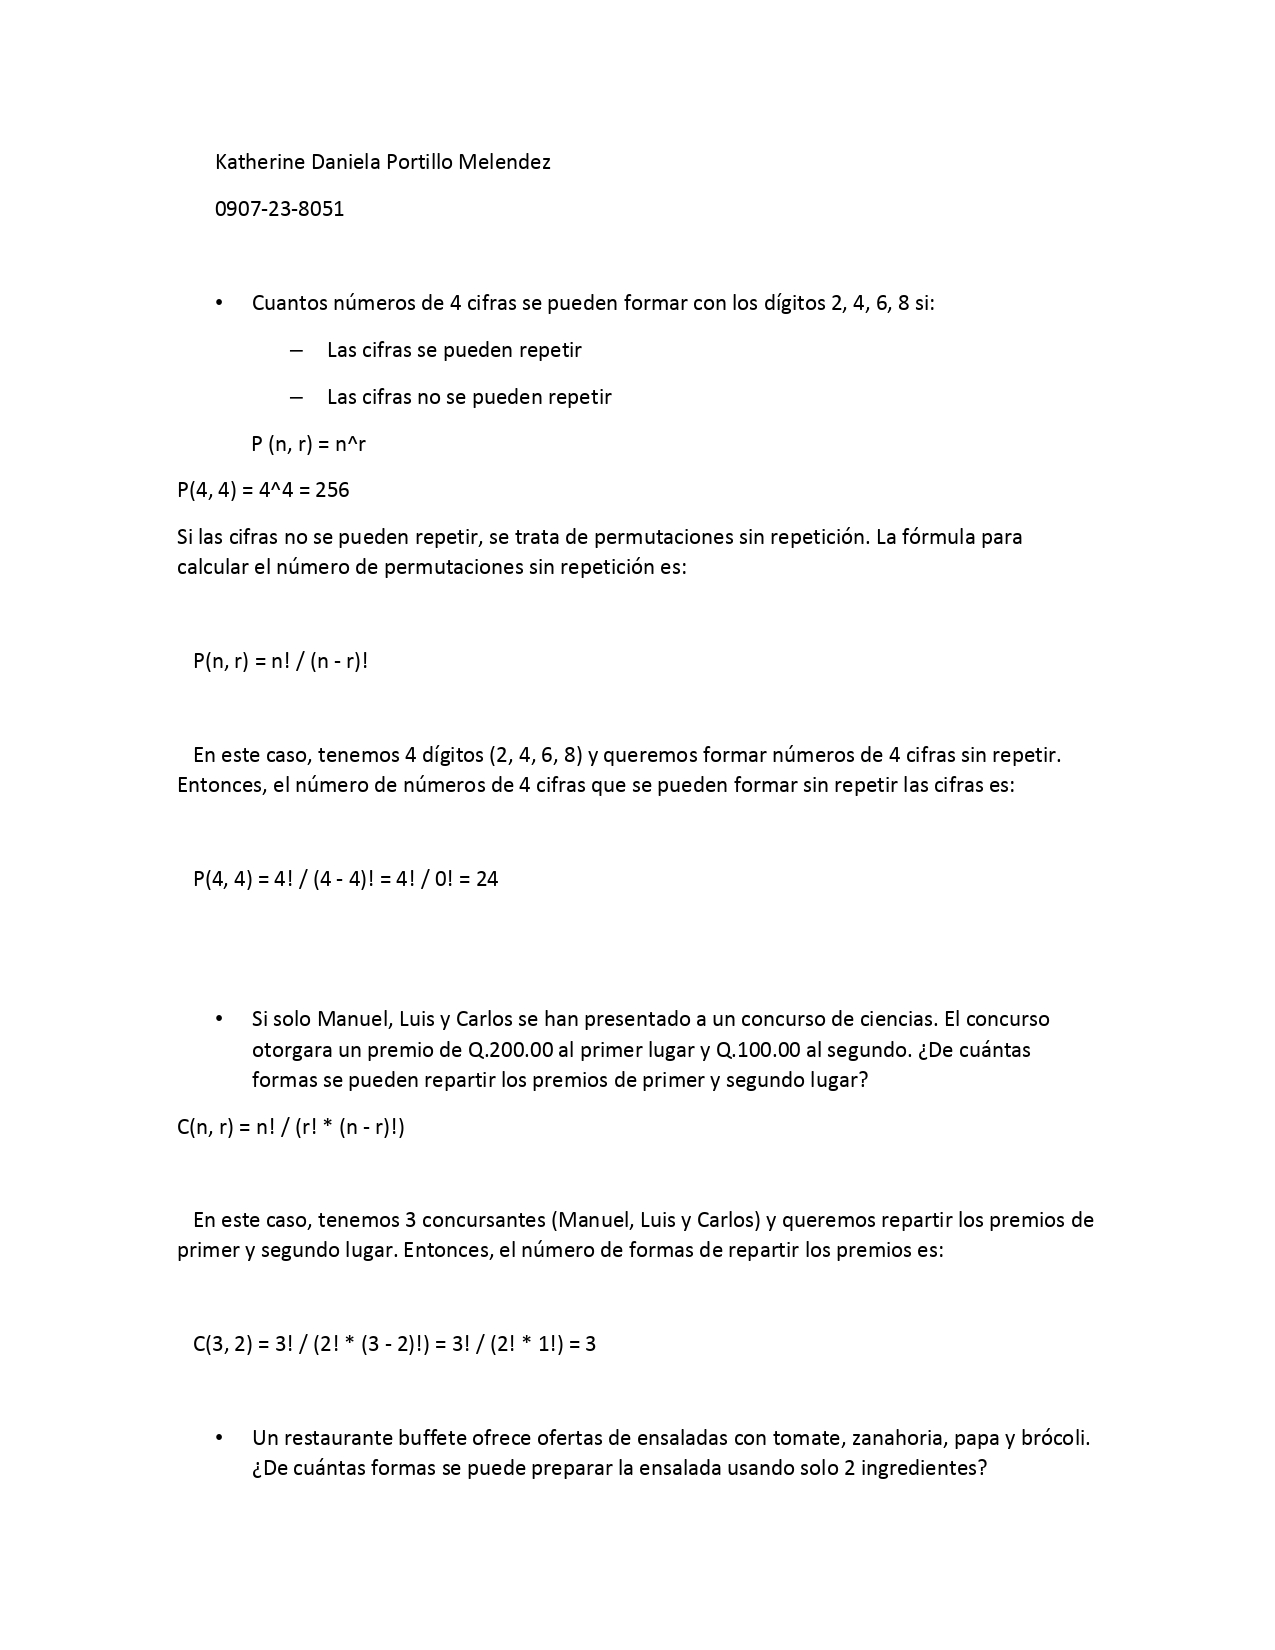 Katherine Daniela Portillo Melendez
0907-23-8051
• Cuantos números de 4 cifras se pueden formar con los dígitos 2, 4, 6, 8 si:
– Las cifras se pueden repetir
– Las cifras no se pueden repetir
P (n, r) = n^r
P(4, 4) = 4^4 = 256
Si las cifras no se pueden repetir, se trata de permutaciones sin repetición. La fórmula para
calcular el número de permutaciones sin repetición es:
P(n, r) = n! / (n - r)!
En este caso, tenemos 4 dígitos (2, 4, 6, 8) y queremos formar números de 4 cifras sin repetir.
Entonces, el número de números de 4 cifras que se pueden formar sin repetir las cifras es:
P(4, 4) = 4! / (4 - 4)! = 4! / 0! = 24
• Si solo Manuel, Luis y Carlos se han presentado a un concurso de ciencias. El concurso
otorgara un premio de Q.200.00 al primer lugar y Q.100.00 al segundo. ¿De cuántas
formas se pueden repartir los premios de primer y segundo lugar?
C(n, r) = n! / (r! * (n - r)!)
En este caso, tenemos 3 concursantes (Manuel, Luis y Carlos) y queremos repartir los premios de
primer y segundo lugar. Entonces, el número de formas de repartir los premios es:
C(3, 2) = 3! / (2! * (3 - 2)!) = 3! / (2! * 1!) = 3
• Un restaurante buffete ofrece ofertas de ensaladas con tomate, zanahoria, papa y brócoli.
¿De cuántas formas se puede preparar la ensalada usando solo 2 ingredientes?